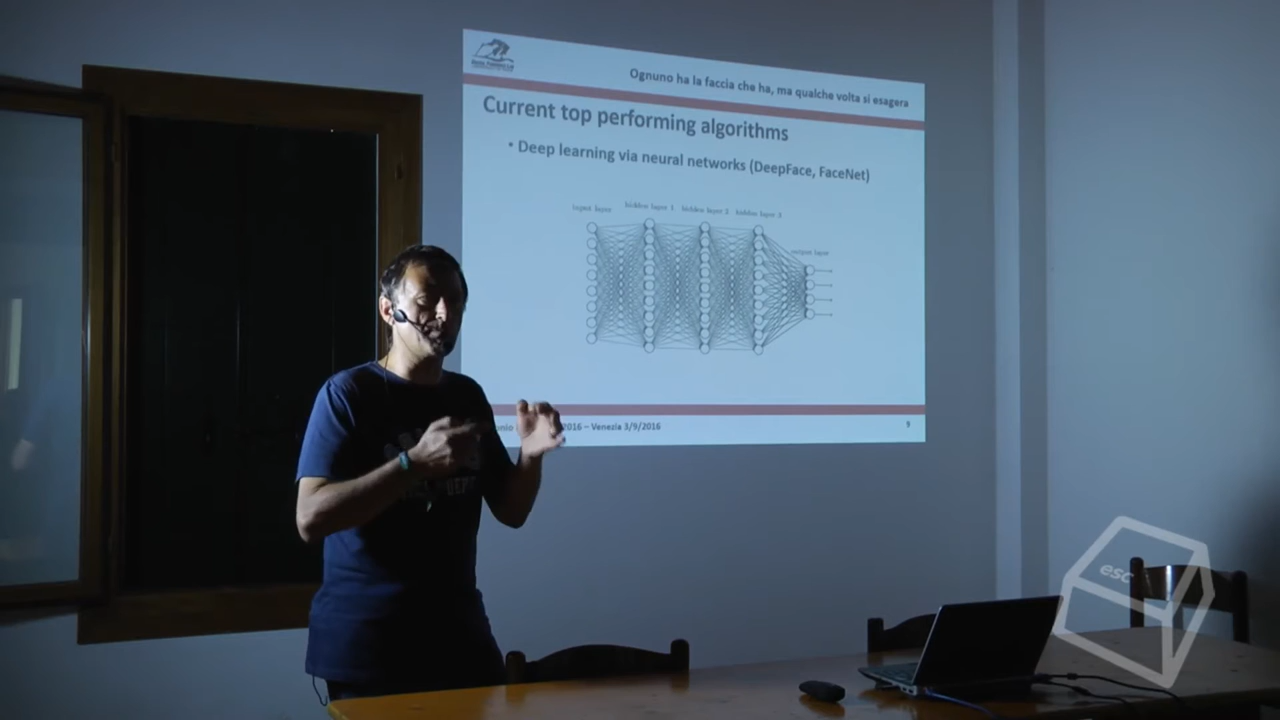 Ognuno ha la faccia che ha, ma qualche volta si esagera
Current top performing algorithms
• Deep learning via neural networks (DeepFace, FaceNet)
input layer
hidden layer 1 hidden layer 2 hidden layer 3
output layer
2016 – Venezia 3/9/2016
9
esc